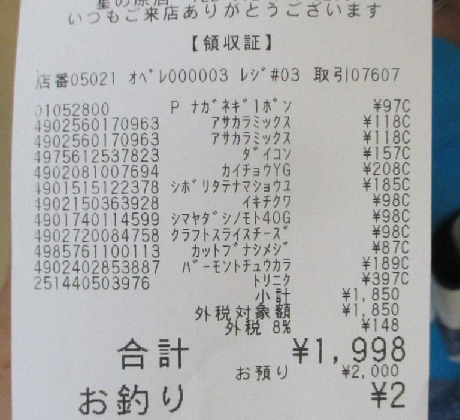 いつもご来店ありがとうございます
【領収証】
店番05021 ｵﾍﾟﾚ000003 ﾚｼﾞ#03 取引07607
01052800 P ﾅｶﾞﾈｷﾞ1ﾎﾟﾝ ¥97C
4902560170963 ｱｻｶﾗﾐｯｸｽ ¥118C
4902560170963 ｱｻｶﾗﾐｯｸｽ ¥118C
4975612537823 ﾀﾞｲｺﾝ ¥157C
4902081007694 ｶｲﾁｮｳYG ¥208C
4901515122378 ｼﾎﾞﾘﾀﾃﾅﾏｼｮｳﾕ ¥185C
4902150363928 ｲｷﾁｸﾜ ¥98C
4901740114599 ｼﾏﾔﾀﾞｼﾉﾓﾄ40G ¥98C
4902720084758 ｸﾗﾌﾄｽﾗｲｽﾁｰｽﾞ ¥98C
4985761100113 ｶｯﾄﾌﾞﾅｼﾒｼﾞ ¥87C
4902402853887 ﾊﾞｰﾓﾝﾄﾁｭｳｶﾗ ¥189C
251440503976 ﾄﾘﾆｸ ¥397C
小計 ¥1,850
外税対象額 ¥1,850
外税 8% ¥148
合計 ¥1,998
お預り ¥2,000
お釣り ¥2